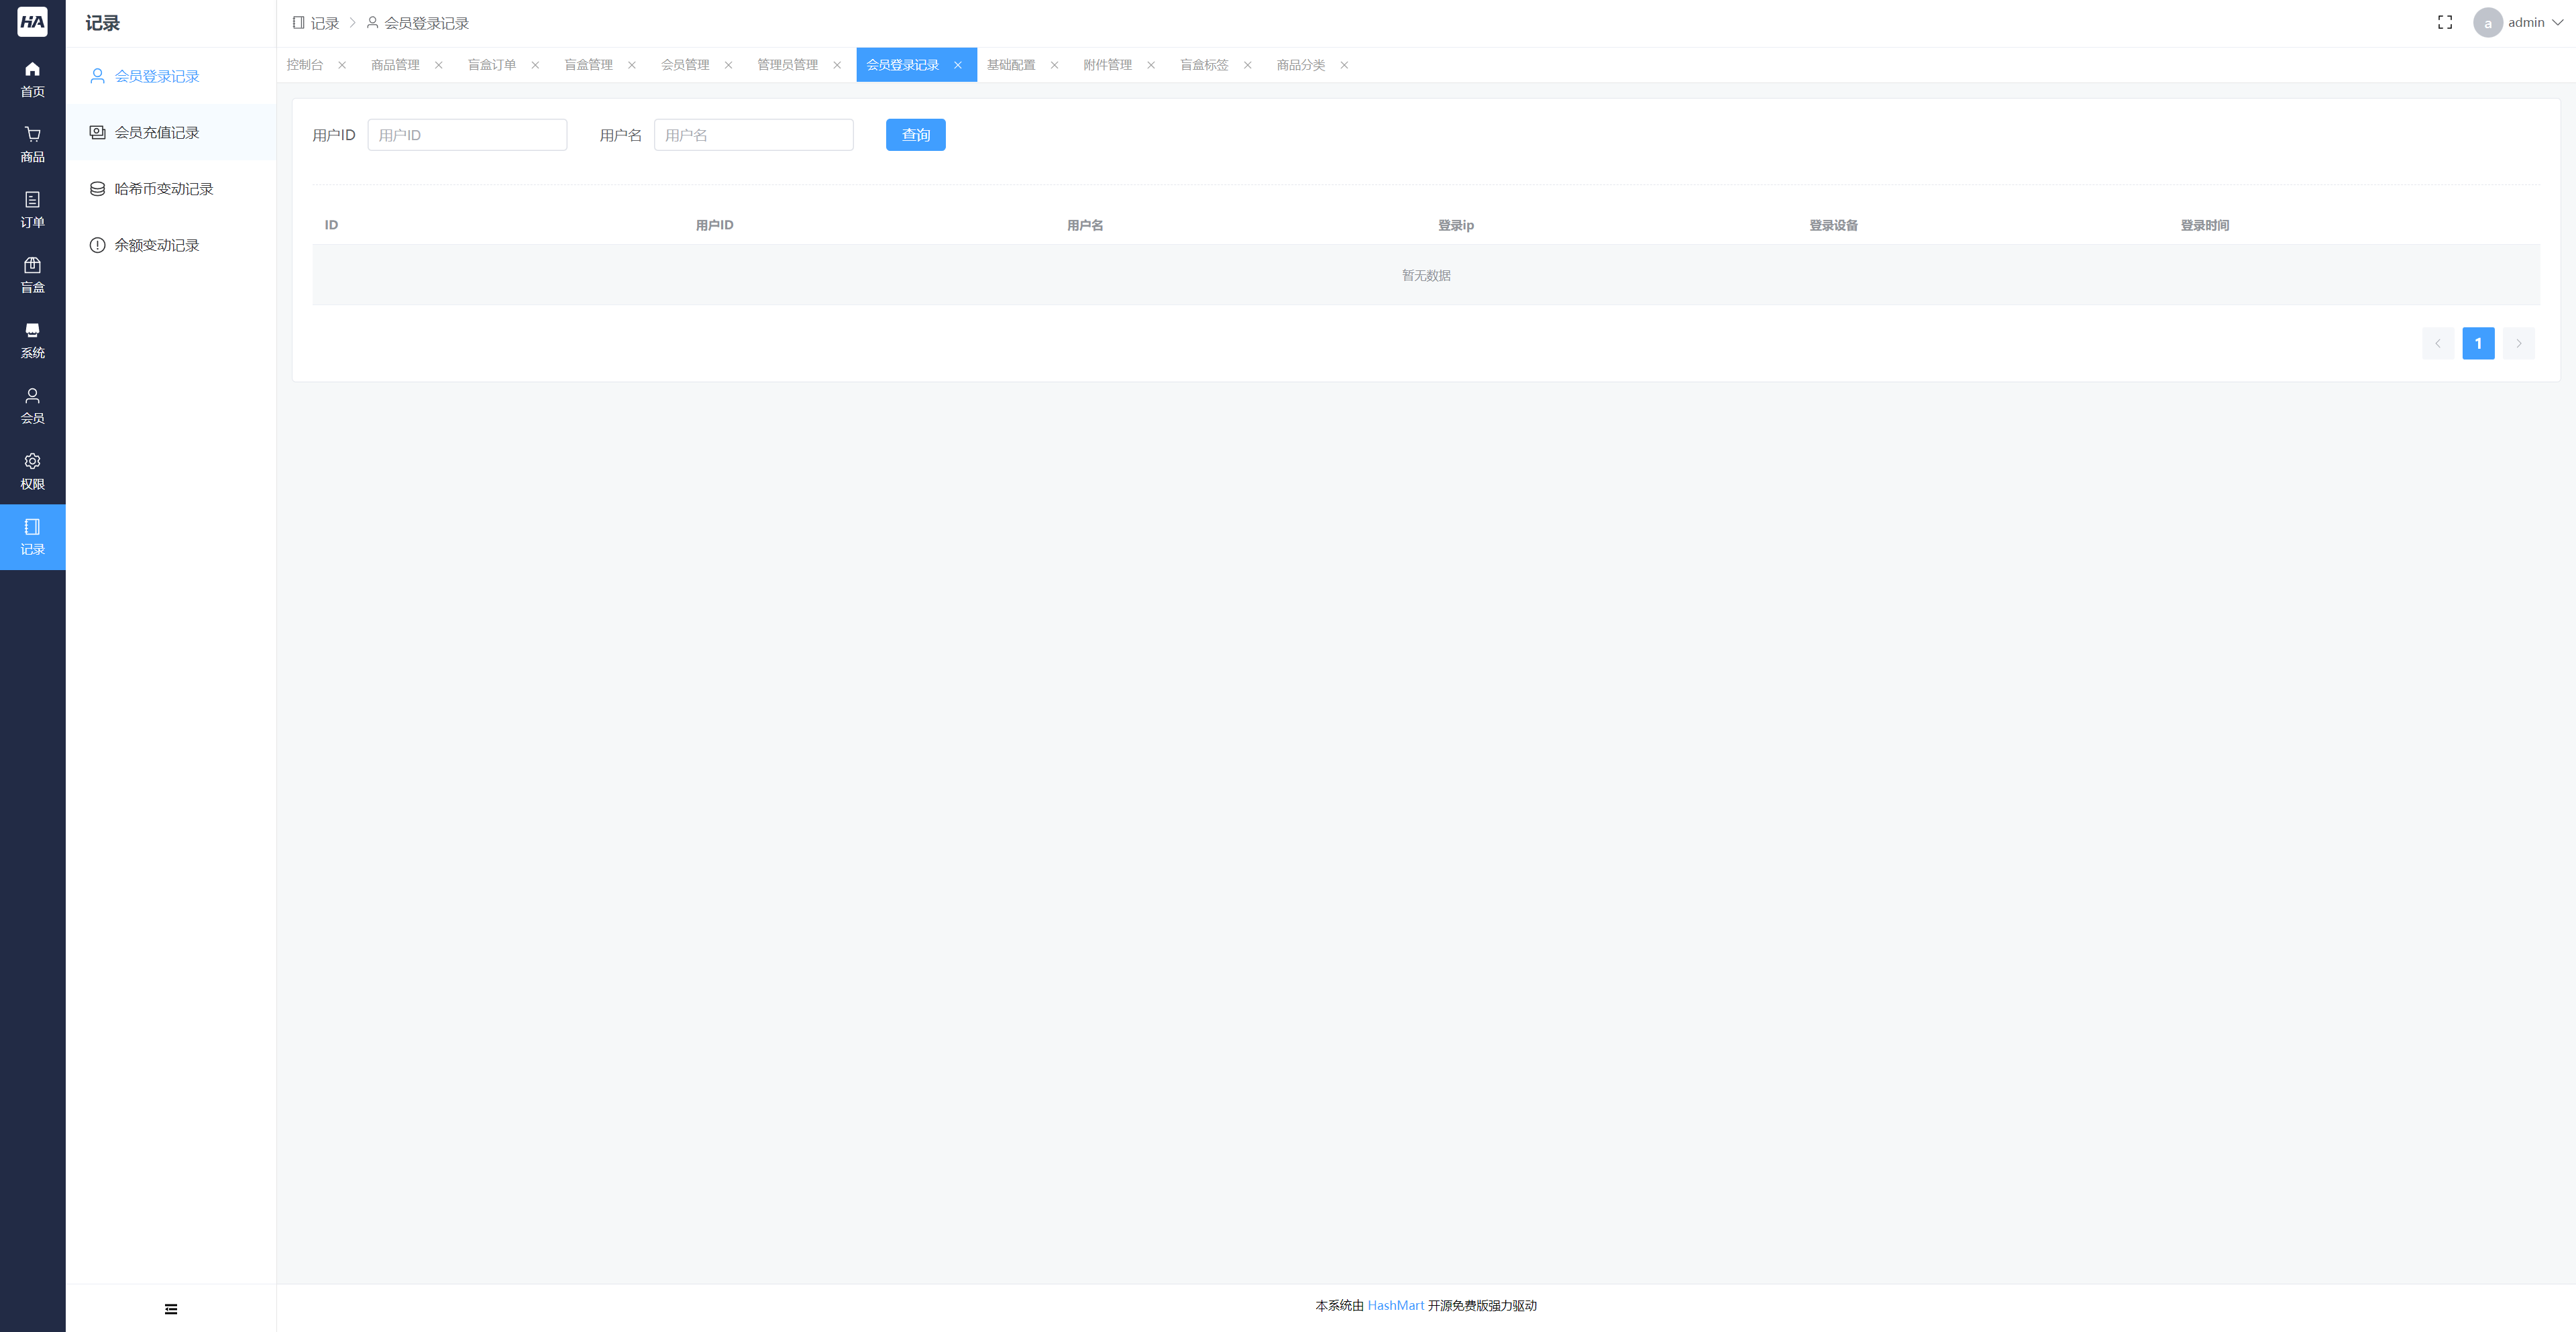 HA
首页
商品
订单
盲盒
系统
会员
权限
记录
记录
会员登录记录
会员充值记录
哈希币变动记录
余额变动记录
记录 会员登录记录
a admin
控制台 商品管理 盲盒订单 盲盒管理 会员管理 管理员管理 会员登录记录 基础配置 附件管理 盲盒标签 商品分类
用户ID 用户ID 用户名 用户名 查询
ID 用户ID 用户名 登录ip 登录设备 登录时间
暂无数据
1
本系统由 HashMart 开源免费版强力驱动